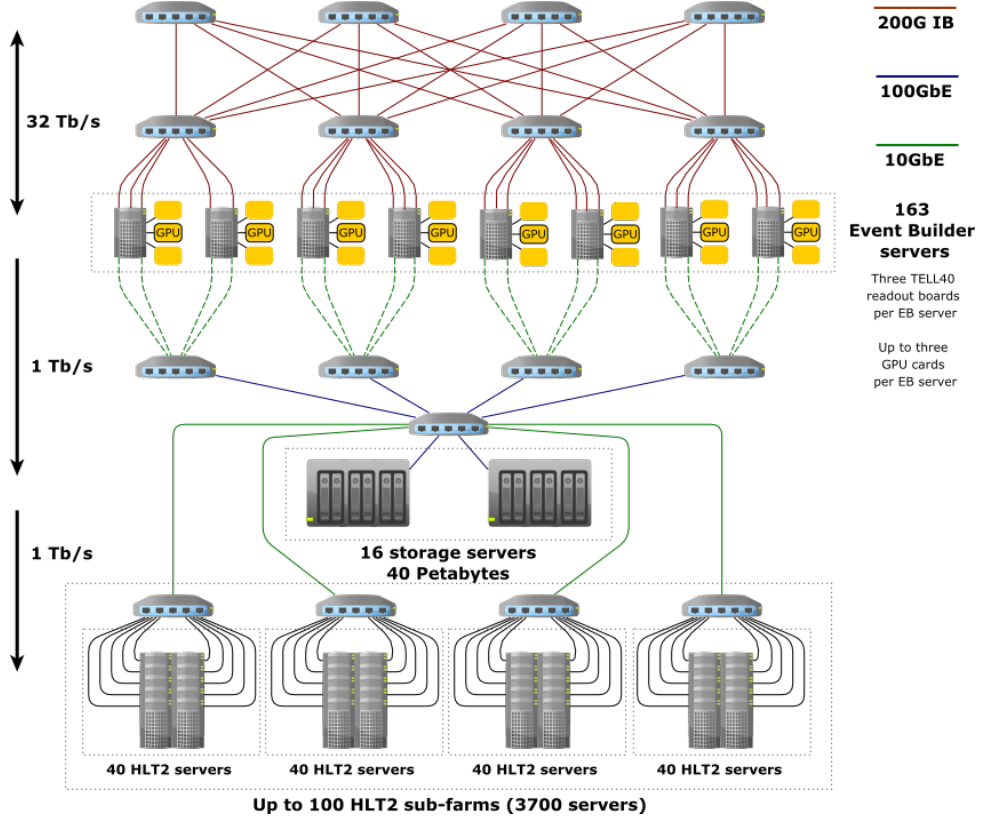 200G IB
100GbE
32 Tb/s
10GbE
GPU GPU GPU GPU GPU GPU GPU GPU
163
Event Builder
servers
Three TELL40
readout boards
per EB server
Up to three
GPU cards
per EB server
1 Tb/s
16 storage servers
40 Petabytes
1 Tb/s
40 HLT2 servers 40 HLT2 servers 40 HLT2 servers 40 HLT2 servers
Up to 100 HLT2 sub-farms (3700 servers)